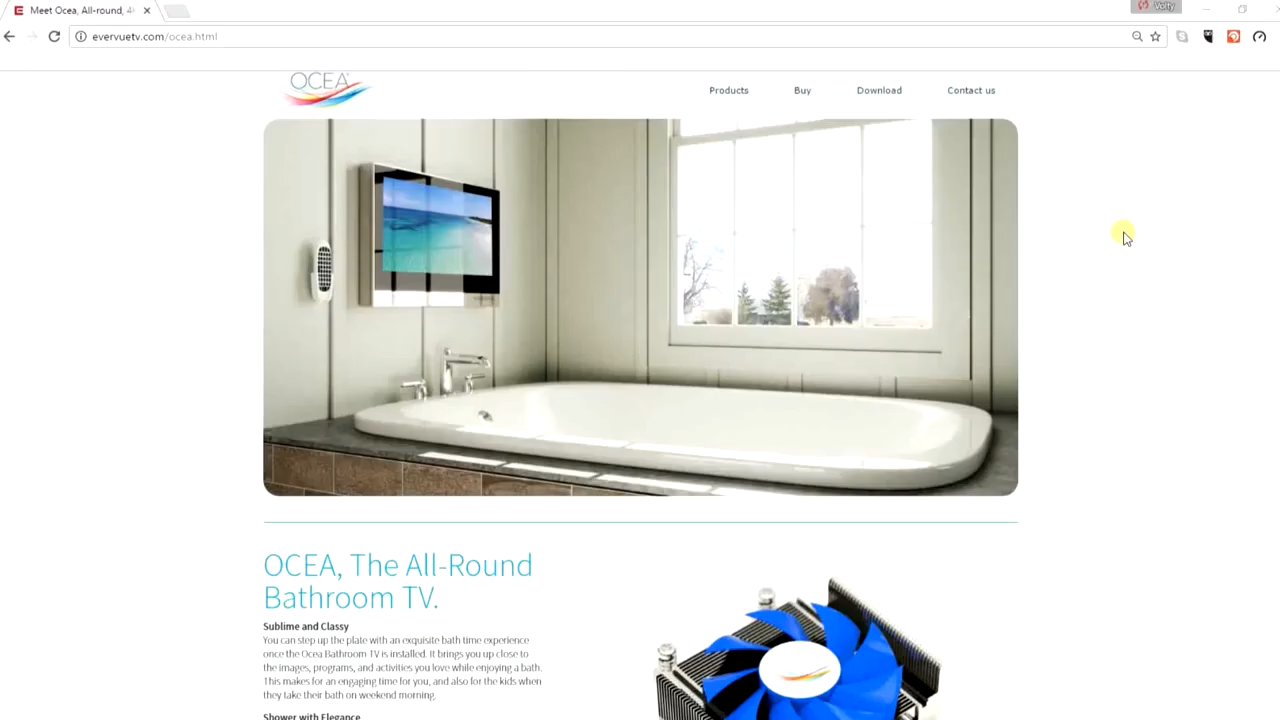 Meet Ocea, All-round, 4
Volty
evervuetv.com/ocea.html
OCEA
Products
Buy
Download
Contact us
OCEA, The All-Round
Bathroom TV.
Sublime and Classy
You can step up the plate with an exquisite bath time experience
once the Ocea Bathroom TV is installed. It brings you up close to
the images, programs, and activities you love while enjoying a bath.
This makes for an engaging time for you, and also for the kids when
they take their bath on weekend morning.
Shower with Elegance